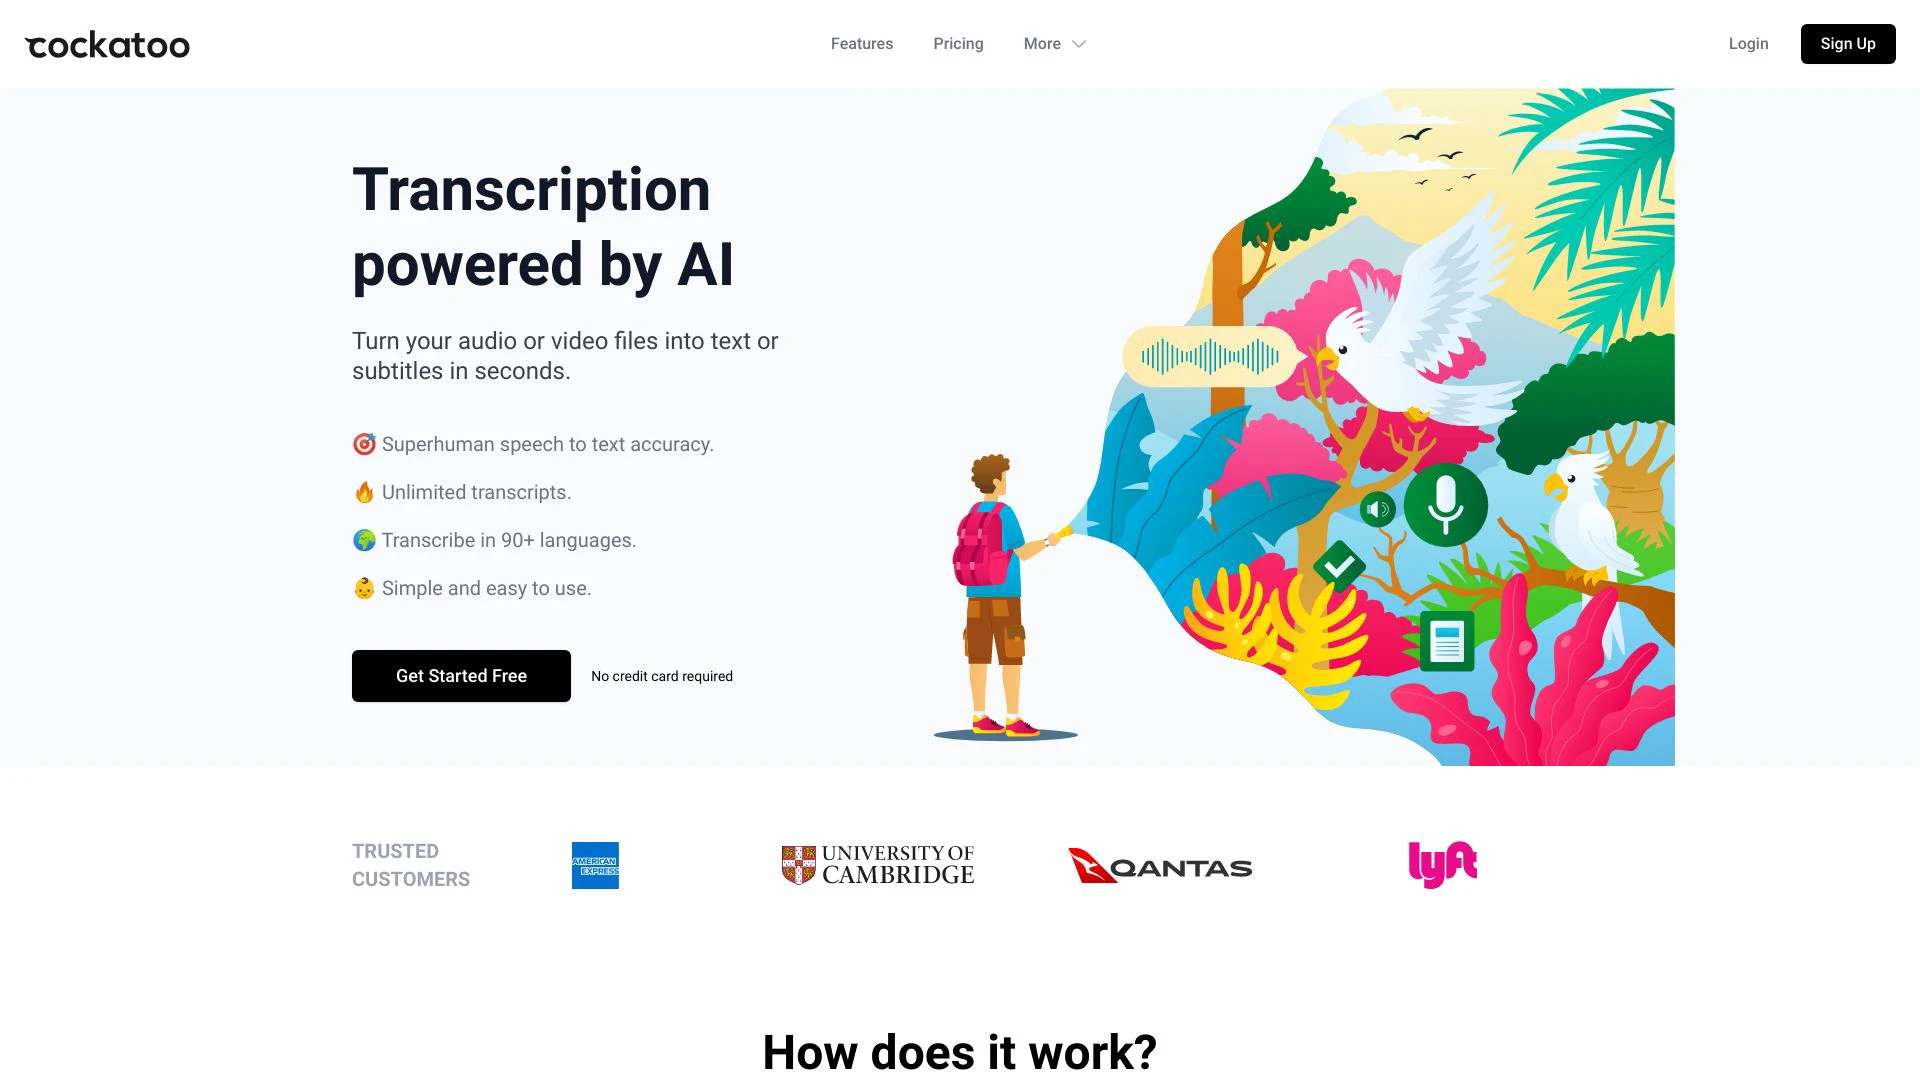 cockatoo
Features
Pricing
More
Login
Sign Up
Transcription
powered by AI
Turn your audio or video files into text or
subtitles in seconds.
🎯 Superhuman speech to text accuracy.
🔥 Unlimited transcripts.
🌍 Transcribe in 90+ languages.
👶 Simple and easy to use.
Get Started Free
No credit card required
TRUSTED
CUSTOMERS
AMERICAN
EXPRESS
UNIVERSITY OF
CAMBRIDGE
QANTAS
lyft
How does it work?